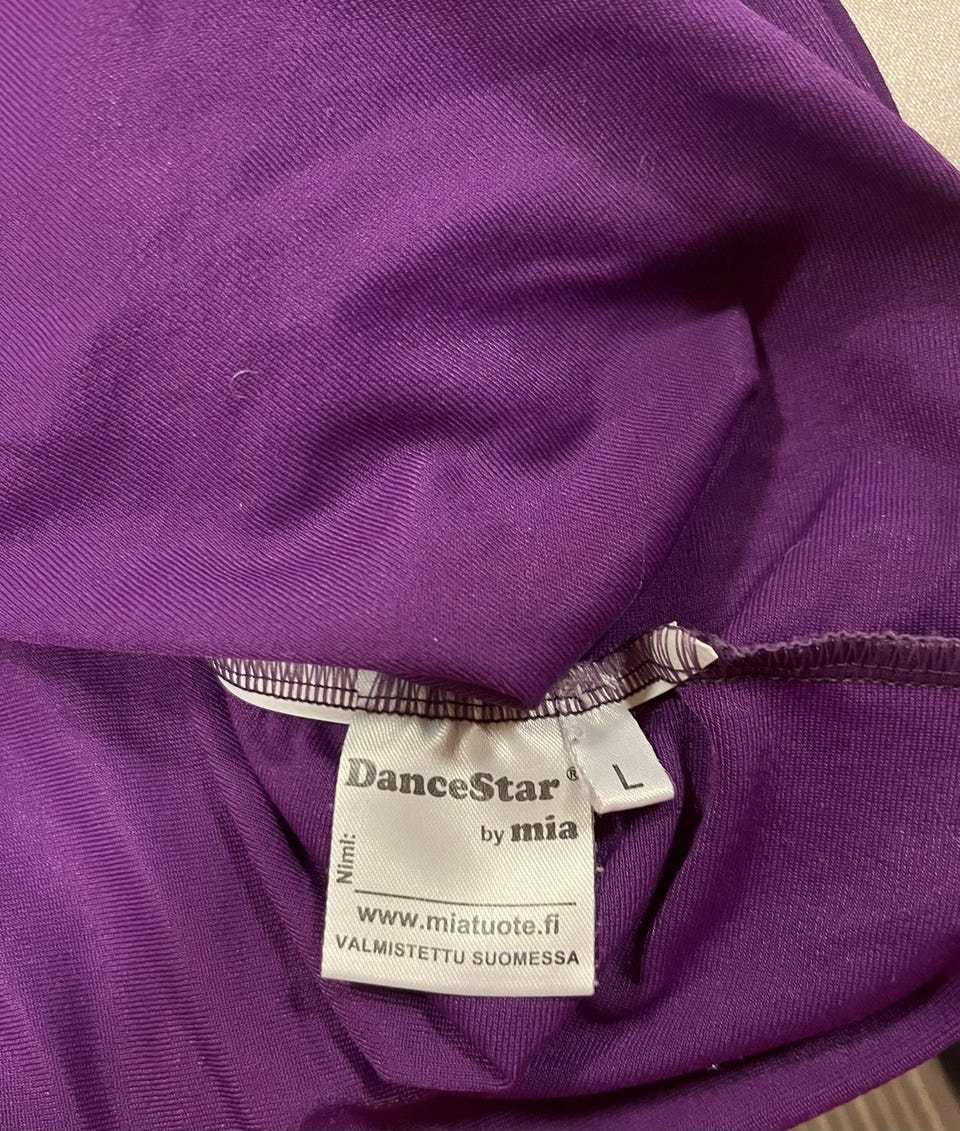 DanceStar®
L
by mia
Nimi:
www.miatuote.fi
VALMISTETTU SUOMESSA